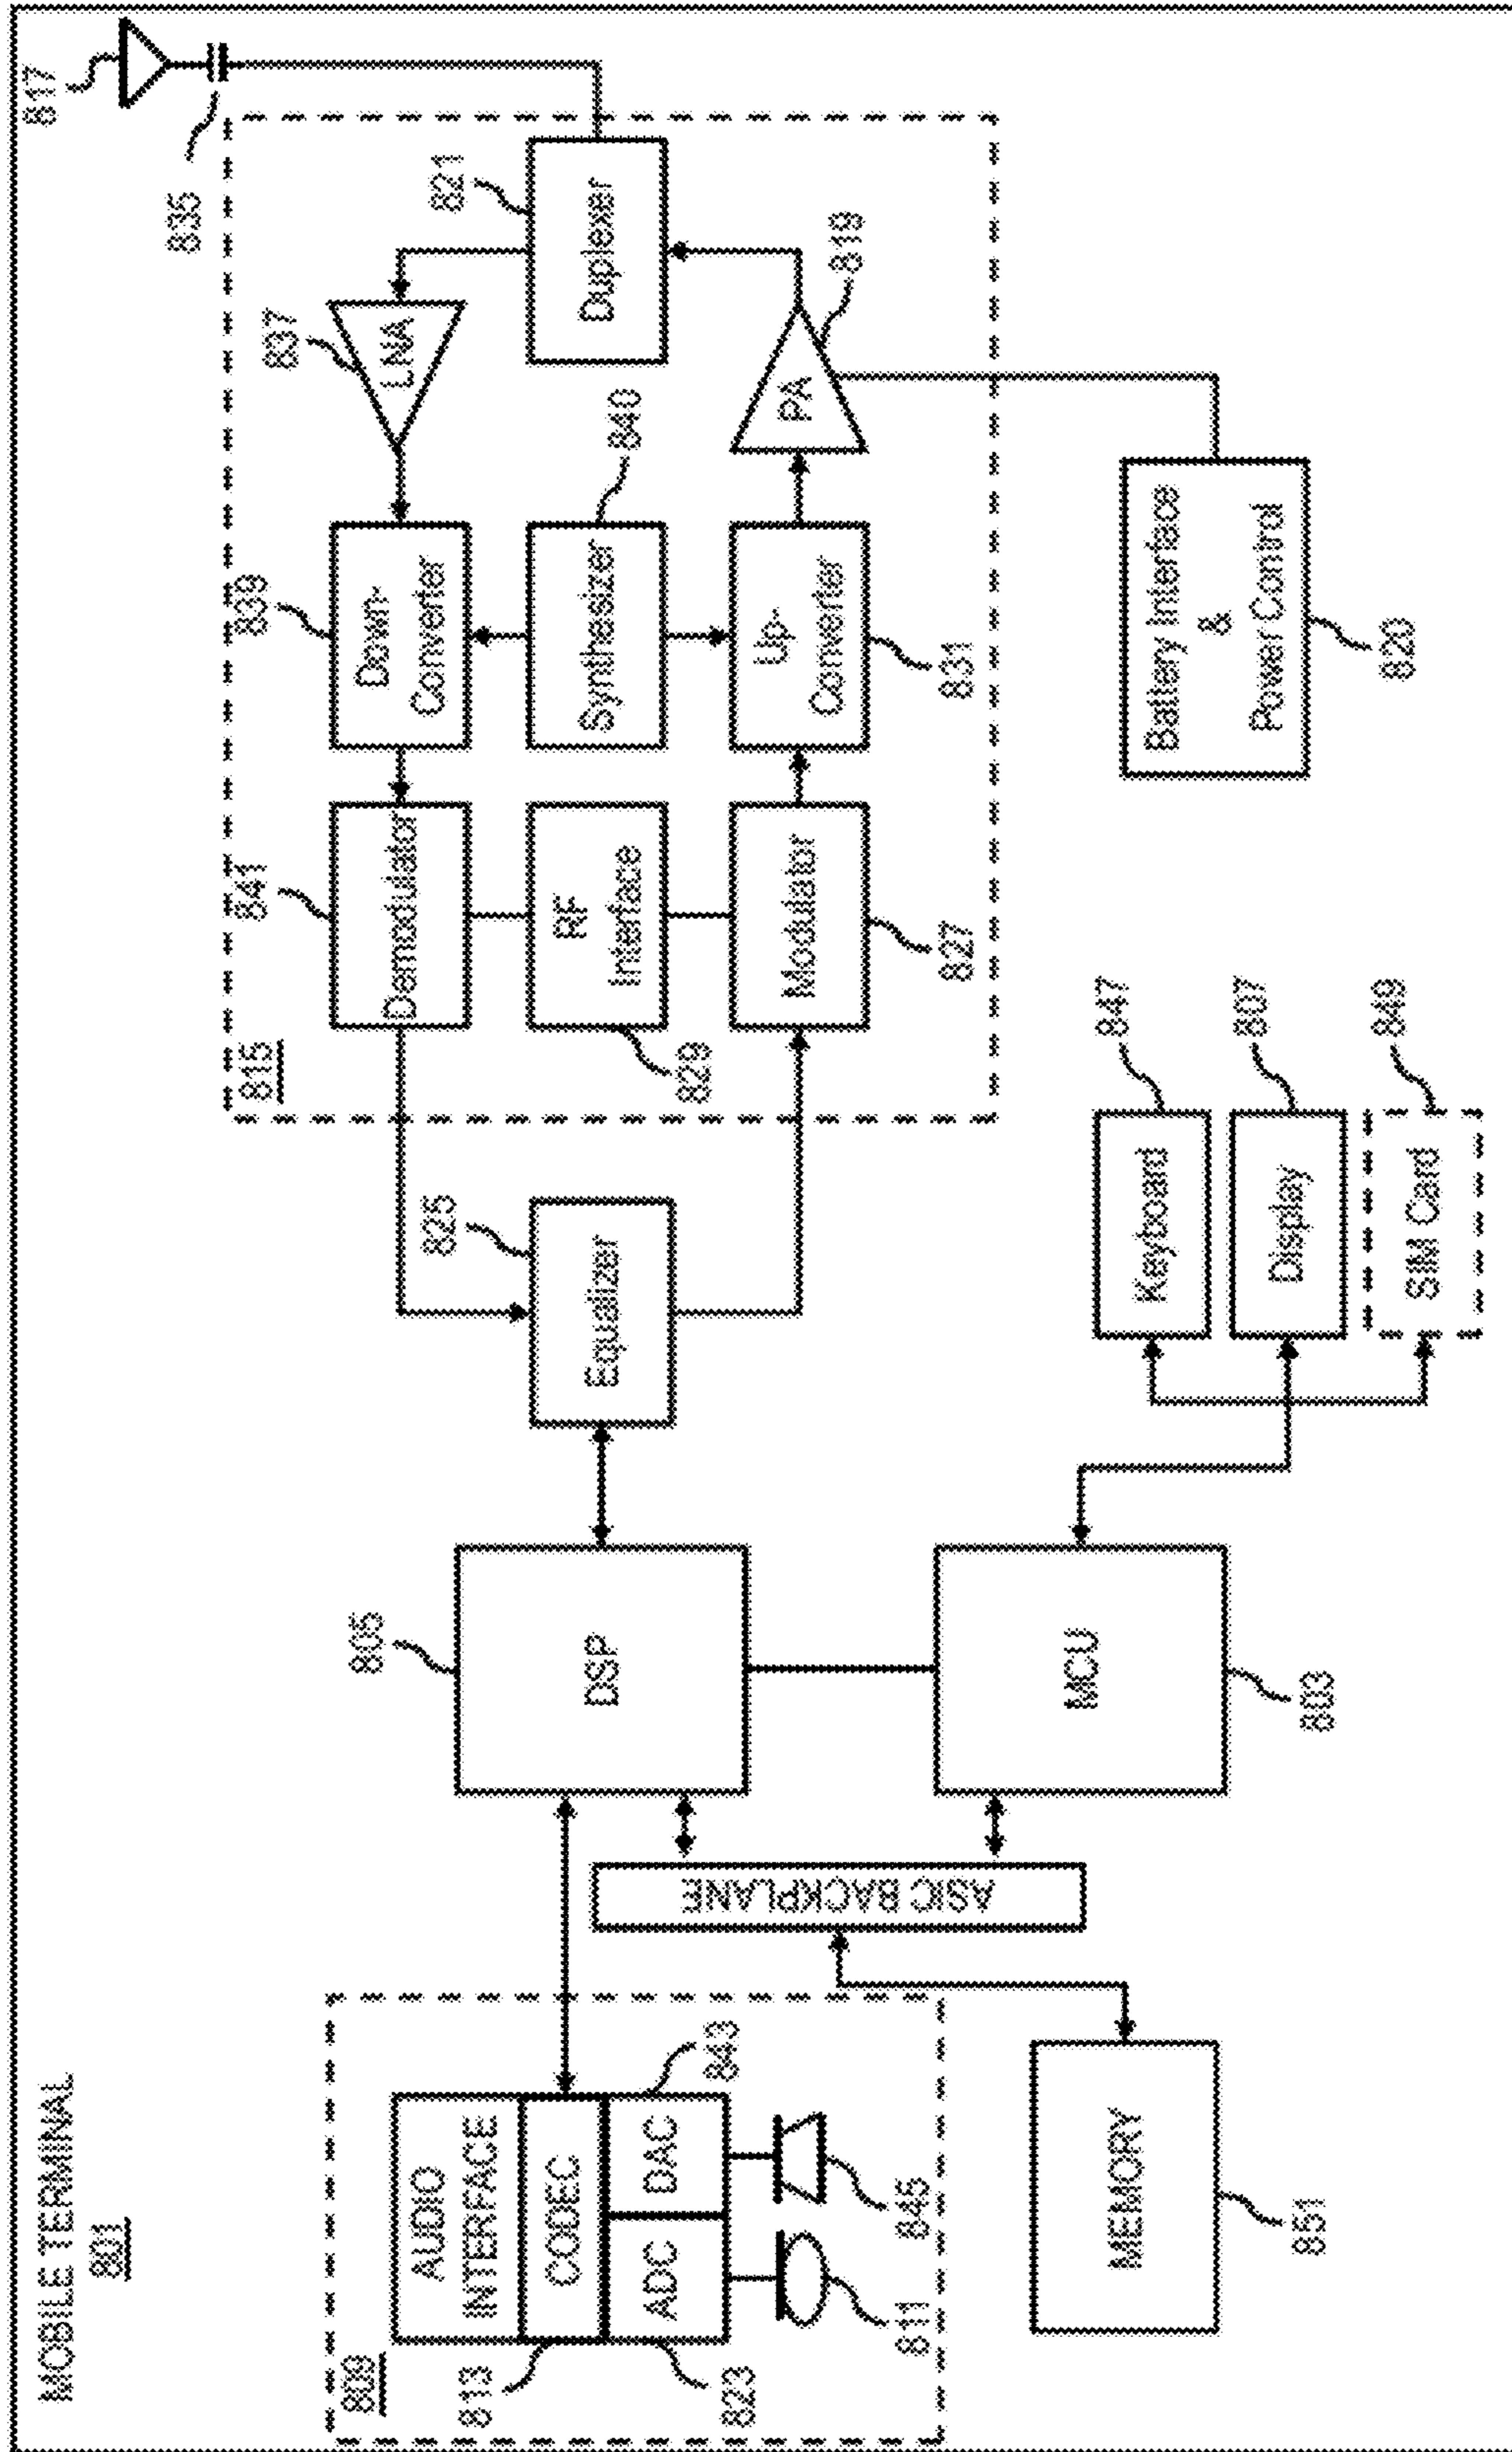 MOBILE TERMINAL
801
809
AUDIO
INTERFACE
CODEC
ADC
DAC
813
823
843
811
845
MEMORY
851
ASIC BACKPLANE
DSP
805
MCU
803
Equalizer
825
Keyboard
847
Display
807
SIM Card
849
815
Demodulator
841
RF
Interface
829
Modulator
827
Down-
Converter
839
Synthesizer
840
Up-
Converter
831
LNA
837
PA
819
Duplexer
821
835
817
Battery Interface
&
Power Control
820